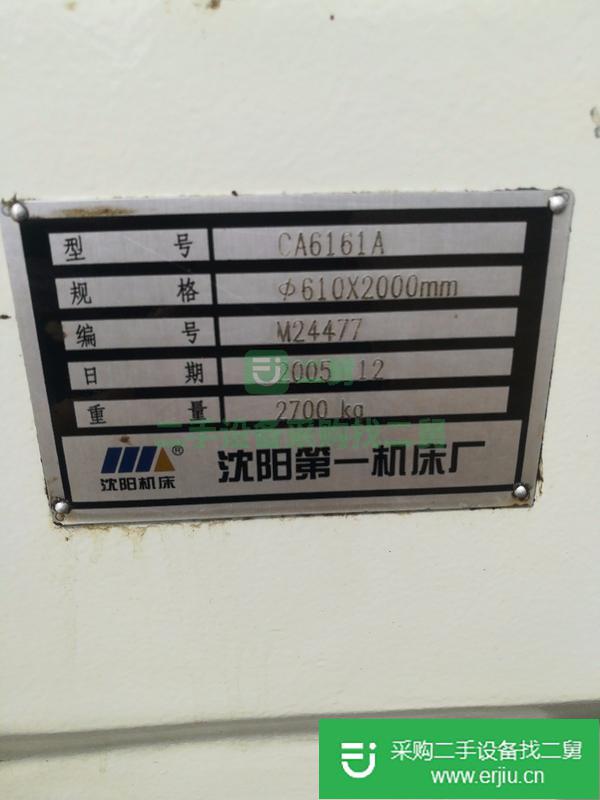 型 号 CA6161A
规 格 Φ610X2000mm
编 号 M24477
日 期 2005 12
重 量 2700 kg
二手设备采购找二舅
沈阳机床 ® 沈阳第一机床厂
采购二手设备找二舅
www.erjiu.cn